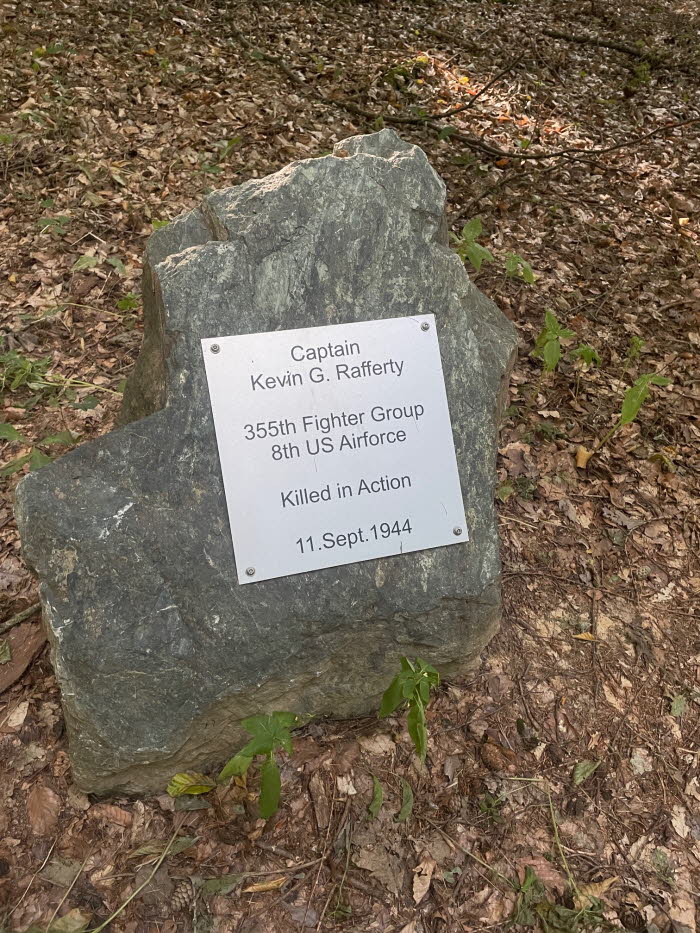 Captain
Kevin G. Rafferty
355th Fighter Group
8th US Airforce
Killed in Action
11.Sept.1944